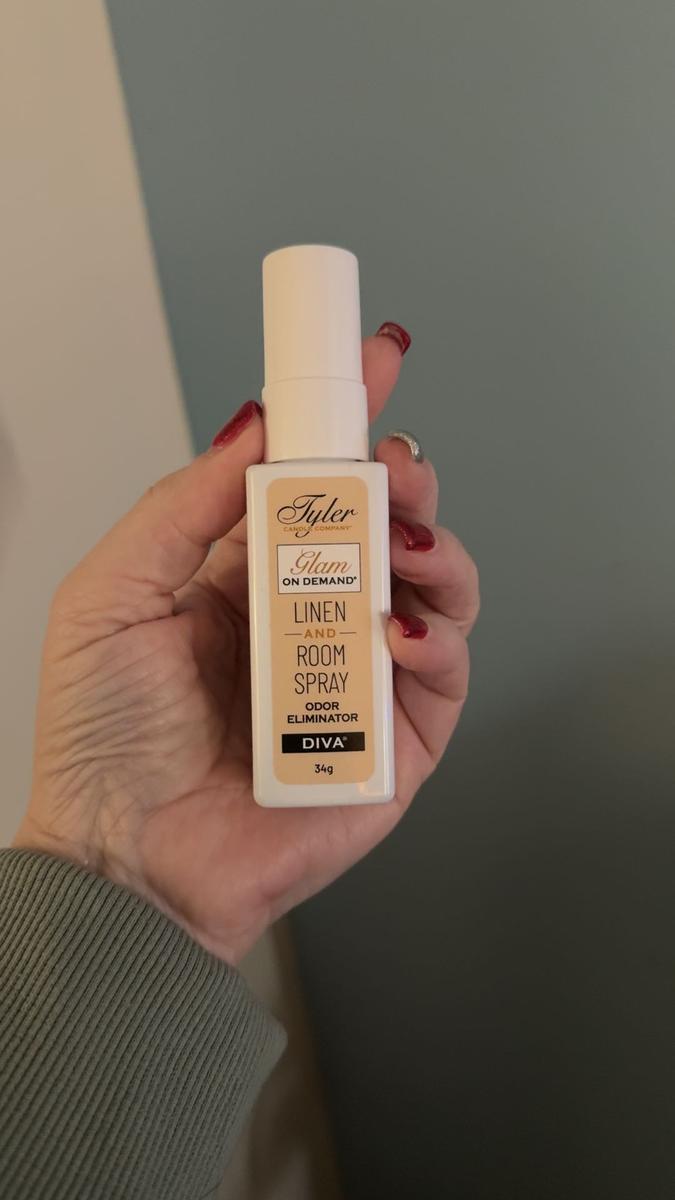 Tyler
CANDLE COMPANY®
Glam
ON DEMAND®
LINEN
AND
ROOM
SPRAY
ODOR
ELIMINATOR
DIVA®
34g